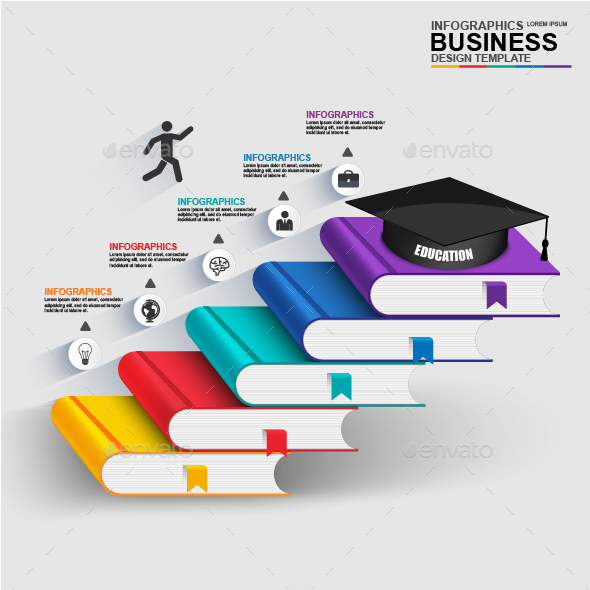 INFOGRAPHICS LOREM IPSUM
BUSINESS
DESIGN TEMPLATE
INFOGRAPHICS
Lorem ipsum dolor sit amet, consectetur
adipisicing elit, sed do eiusmod tempor
incididunt ut labore et.
INFOGRAPHICS
Lorem ipsum dolor sit amet, consectetur
adipisicing elit, sed do eiusmod tempor
incididunt ut labore et.
INFOGRAPHICS
Lorem ipsum dolor sit amet, consectetur
adipisicing elit, sed do eiusmod tempor
incididunt ut labore et.
INFOGRAPHICS
Lorem ipsum dolor sit amet, consectetur
adipisicing elit, sed do eiusmod tempor
incididunt ut labore et.
INFOGRAPHICS
Lorem ipsum dolor sit amet, consectetur
adipisicing elit, sed do eiusmod tempor
incididunt ut labore et.
EDUCATION
envato
envato
envato
envato